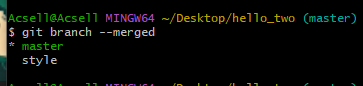 Acsell@Acsell MINGW64 ~/Desktop/hello_two (master)
$ git branch --merged
* master
  style